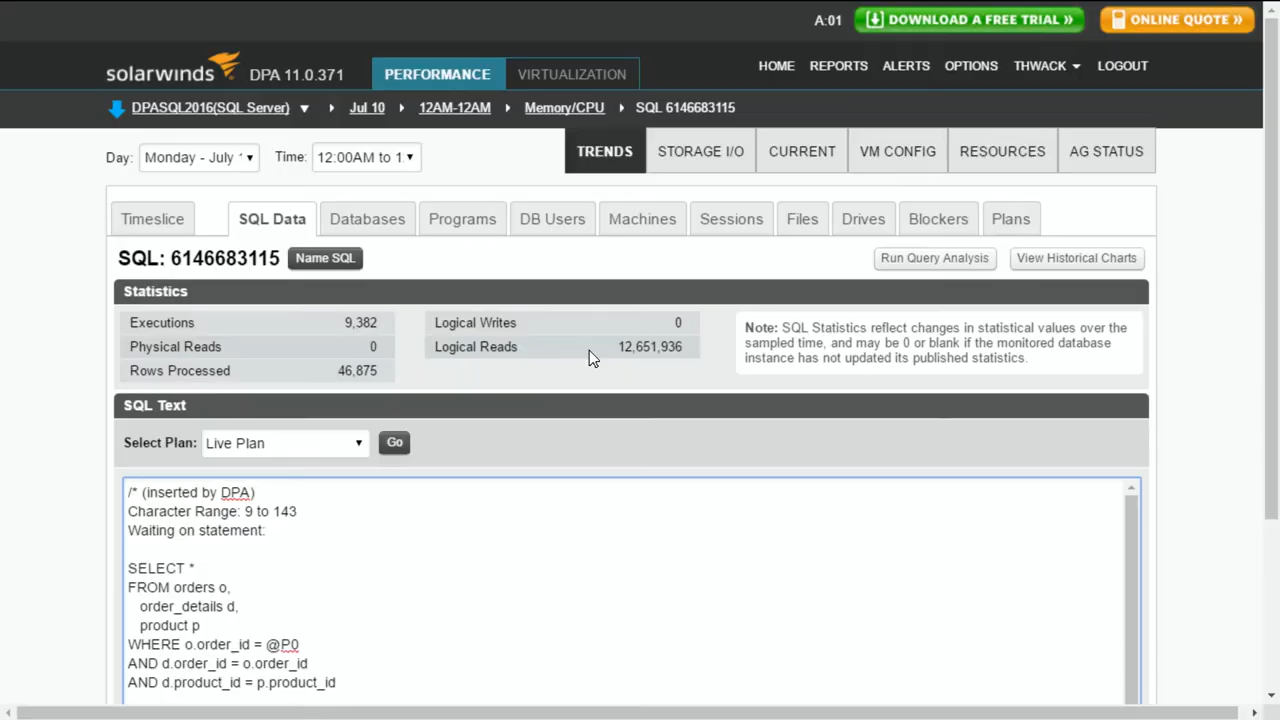 A:01 DOWNLOAD A FREE TRIAL » ONLINE QUOTE »
solarwinds DPA 11.0.371 PERFORMANCE VIRTUALIZATION HOME REPORTS ALERTS OPTIONS THWACK LOGOUT
DPASQL2016(SQL Server) Jul 10 12AM-12AM Memory/CPU SQL 6146683115
Day: Monday - July Time: 12:00AM to 1: TRENDS STORAGE I/O CURRENT VM CONFIG RESOURCES AG STATUS
Timeslice SQL Data Databases Programs DB Users Machines Sessions Files Drives Blockers Plans
SQL: 6146683115 Name SQL Run Query Analysis View Historical Charts
Statistics
Executions 9,382 Logical Writes 0
Physical Reads 0 Logical Reads 12,651,936
Rows Processed 46,875
Note: SQL Statistics reflect changes in statistical values over the
sampled time, and may be 0 or blank if the monitored database
instance has not updated its published statistics.
SQL Text
Select Plan: Live Plan Go
/* (inserted by DPA)
Character Range: 9 to 143
Waiting on statement:
SELECT *
FROM orders o,
order_details d,
product p
WHERE o.order_id = @P0
AND d.order_id = o.order_id
AND d.product_id = p.product_id